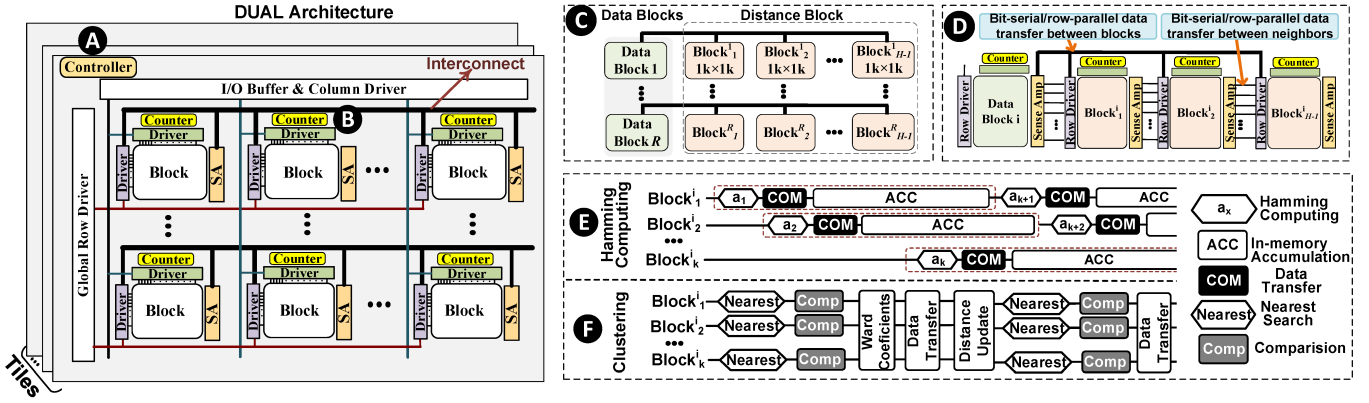 DUAL Architecture
A
Controller
Interconnect
I/O Buffer & Column Driver
Global Row Driver
Counter
Driver
Driver
Block
SA
Counter
B
Driver
Driver
Block
SA
Counter
Driver
Driver
Block
SA
Counter
Driver
Driver
Block
SA
Counter
Driver
Driver
Block
SA
Counter
Driver
Driver
Block
SA
Tiles
C
Data Blocks
Distance Block
Data
Block 1
Block¹₁
1k×1k
Block¹₂
1k×1k
Block¹H-1
1k×1k
Data
Block R
Blockᴿ₁
Blockᴿ₂
BlockᴿH-1
D
Bit-serial/row-parallel data
transfer between blocks
Bit-serial/row-parallel data
transfer between neighbors
Row Driver
Counter
Data
Block i
Sense Amp
Row Driver
Counter
Blockⁱ₁
Sense Amp
Row Driver
Counter
Blockⁱ₂
Sense Amp
Row Driver
Counter
BlockⁱH-1
Sense Amp
E
Hamming
Computing
Blockⁱ₁ a₁ COM ACC aₖ₊₁ COM ACC
Blockⁱ₂ a₂ COM ACC aₖ₊₂ COM
Blockⁱₖ aₖ COM ACC
aₓ Hamming
Computing
ACC In-memory
Accumulation
COM Data
Transfer
Nearest Nearest
Search
Comp Comparision
F
Clustering
Blockⁱ₁ Nearest Comp Nearest Comp
Blockⁱ₂ Nearest Comp Nearest Comp
Blockⁱₖ Nearest Comp Nearest Comp
Ward
Coeficients
Data
Transfer
Distance
Update
Data
Transfer